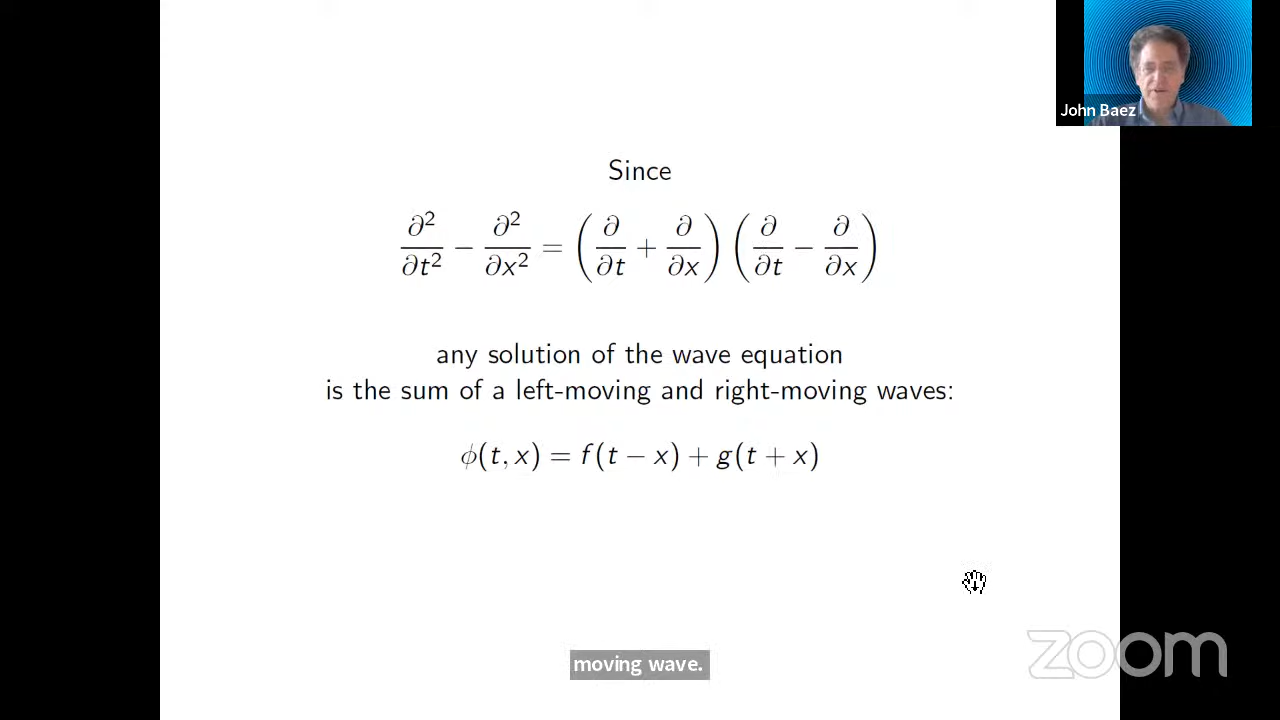 John Baez
Since
∂²/∂t² − ∂²/∂x² = (∂/∂t + ∂/∂x) (∂/∂t − ∂/∂x)
any solution of the wave equation
is the sum of a left-moving and right-moving waves:
ϕ(t, x) = f(t − x) + g(t + x)
moving wave.
zoom